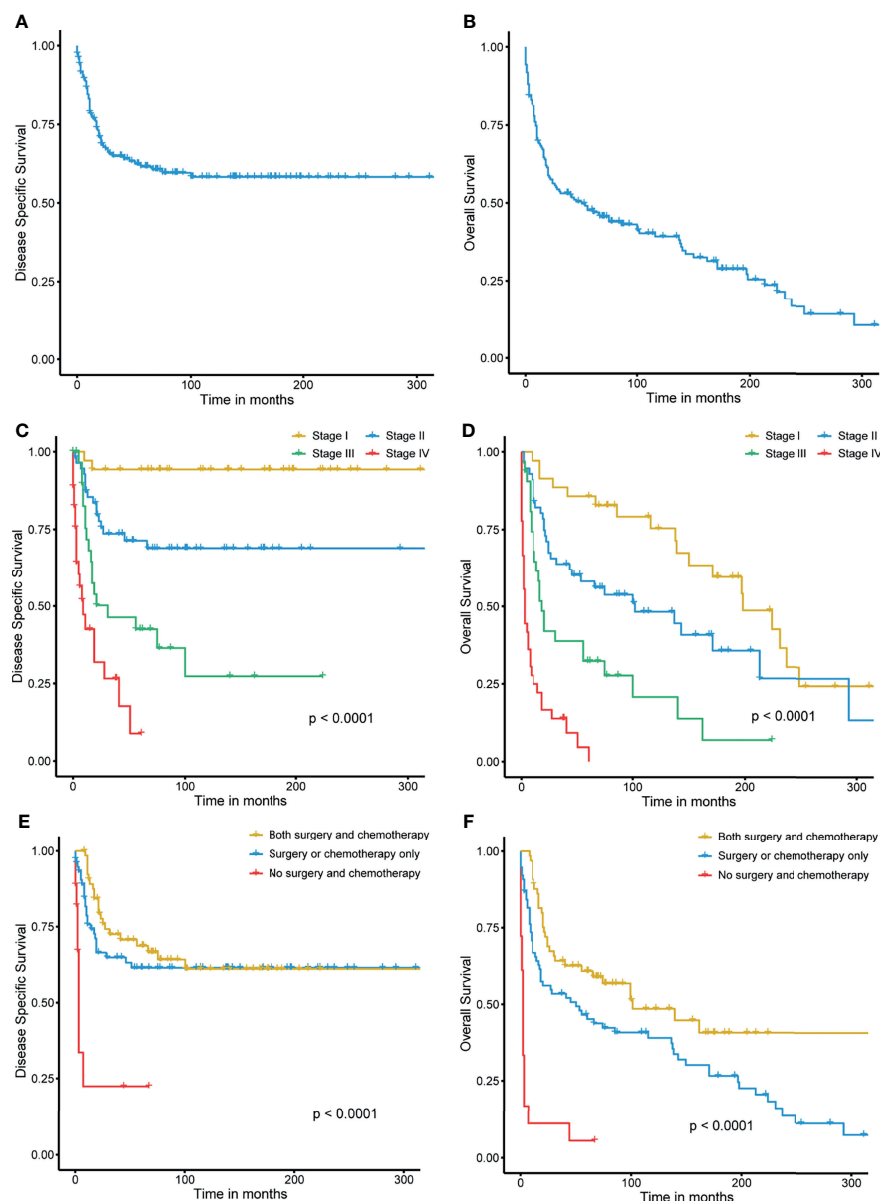 A
1.00
0.75
0.50
0.25
0.00
Disease Specific Survival
0 100 200 300
Time in months
B
1.00
0.75
0.50
0.25
0.00
Overall Survival
0 100 200 300
Time in months
C
Stage I Stage II
Stage III Stage IV
1.00
0.75
0.50
0.25
0.00
Disease Specific Survival
p < 0.0001
0 100 200 300
Time in months
D
Stage I Stage II
Stage III Stage IV
1.00
0.75
0.50
0.25
0.00
Overall Survival
p < 0.0001
0 100 200 300
Time in months
E
Both surgery and chemotherapy
Surgery or chemotherapy only
No surgery and chemotherapy
1.00
0.75
0.50
0.25
0.00
Disease Specific Survival
p < 0.0001
0 100 200 300
Time in months
F
Both surgery and chemotherapy
Surgery or chemotherapy only
No surgery and chemotherapy
1.00
0.75
0.50
0.25
0.00
Overall Survival
p < 0.0001
0 100 200 300
Time in months